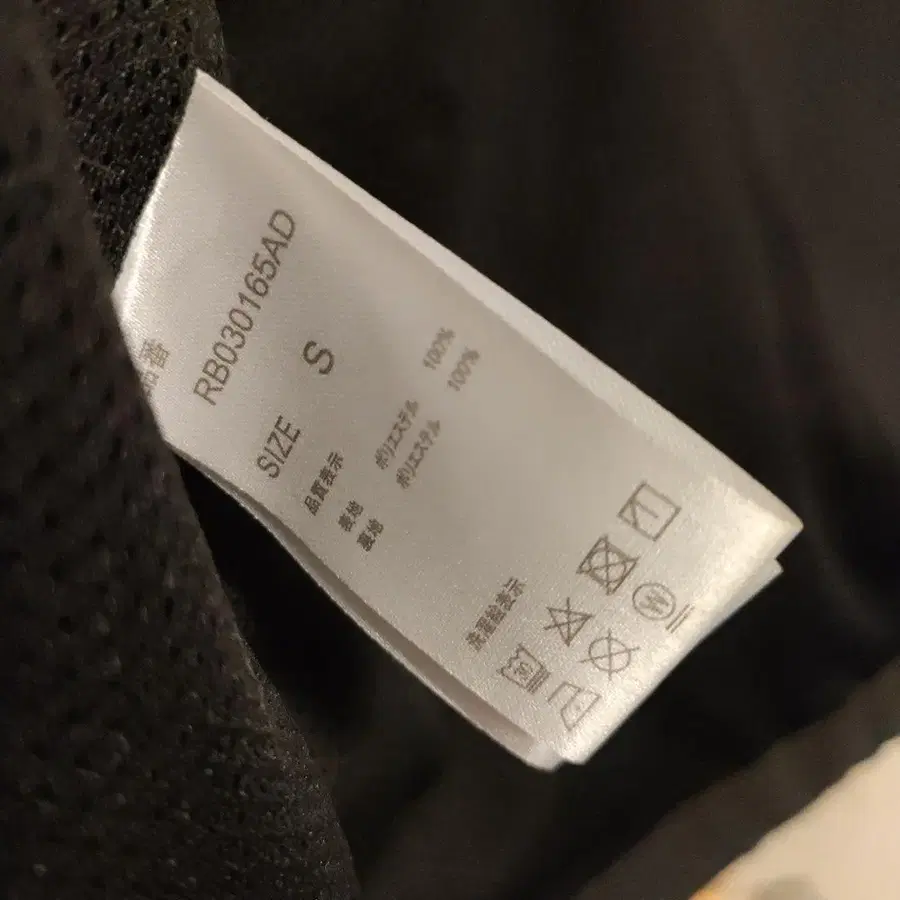 品番
RB030165AD
SIZE S
品質表示
表地 ポリエステル 100%
裏地 ポリエステル 100%
洗濯絵表示
30
W